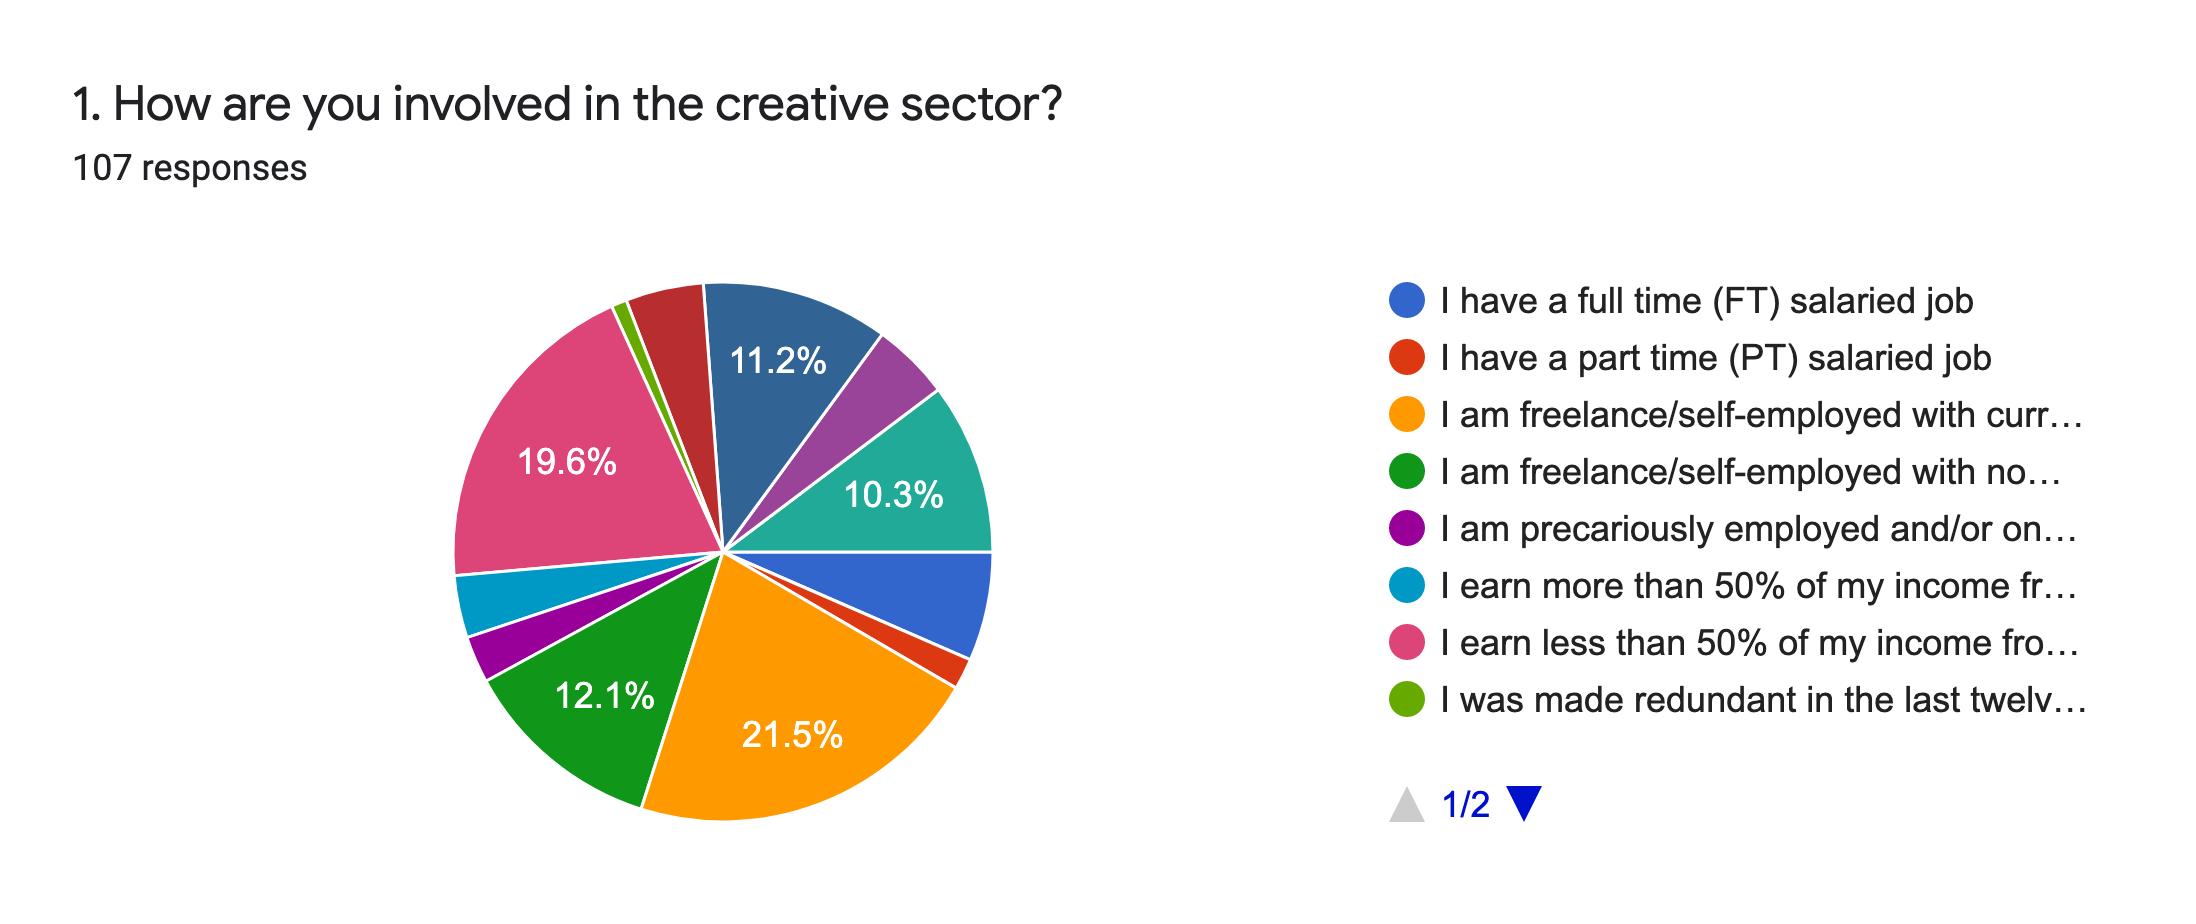 1. How are you involved in the creative sector?
107 responses
11.2%
10.3%
19.6%
12.1%
21.5%
I have a full time (FT) salaried job
I have a part time (PT) salaried job
I am freelance/self-employed with curr…
I am freelance/self-employed with no…
I am precariously employed and/or on…
I earn more than 50% of my income fr…
I earn less than 50% of my income fro…
I was made redundant in the last twelv…
1/2